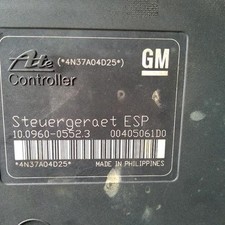 Ate (*4N37A04D25*) GM
Controller
Steuergeraet ESP
10.0960-0552.3 00405061D0
*4N37A04D25* MADE IN PHILIPPINES